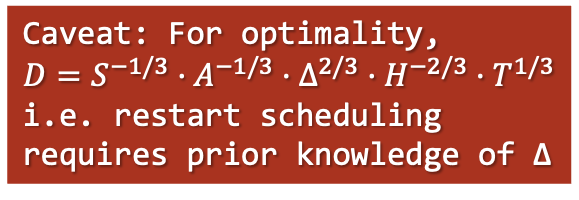 Caveat: For optimality,
D = S^{-1/3} · A^{-1/3} · Δ^{2/3} · H^{-2/3} · T^{1/3}
i.e. restart scheduling
requires prior knowledge of Δ